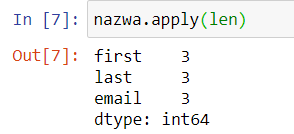 In [7]: nazwa.apply(len)
Out[7]: first     3
last      3
email     3
dtype: int64